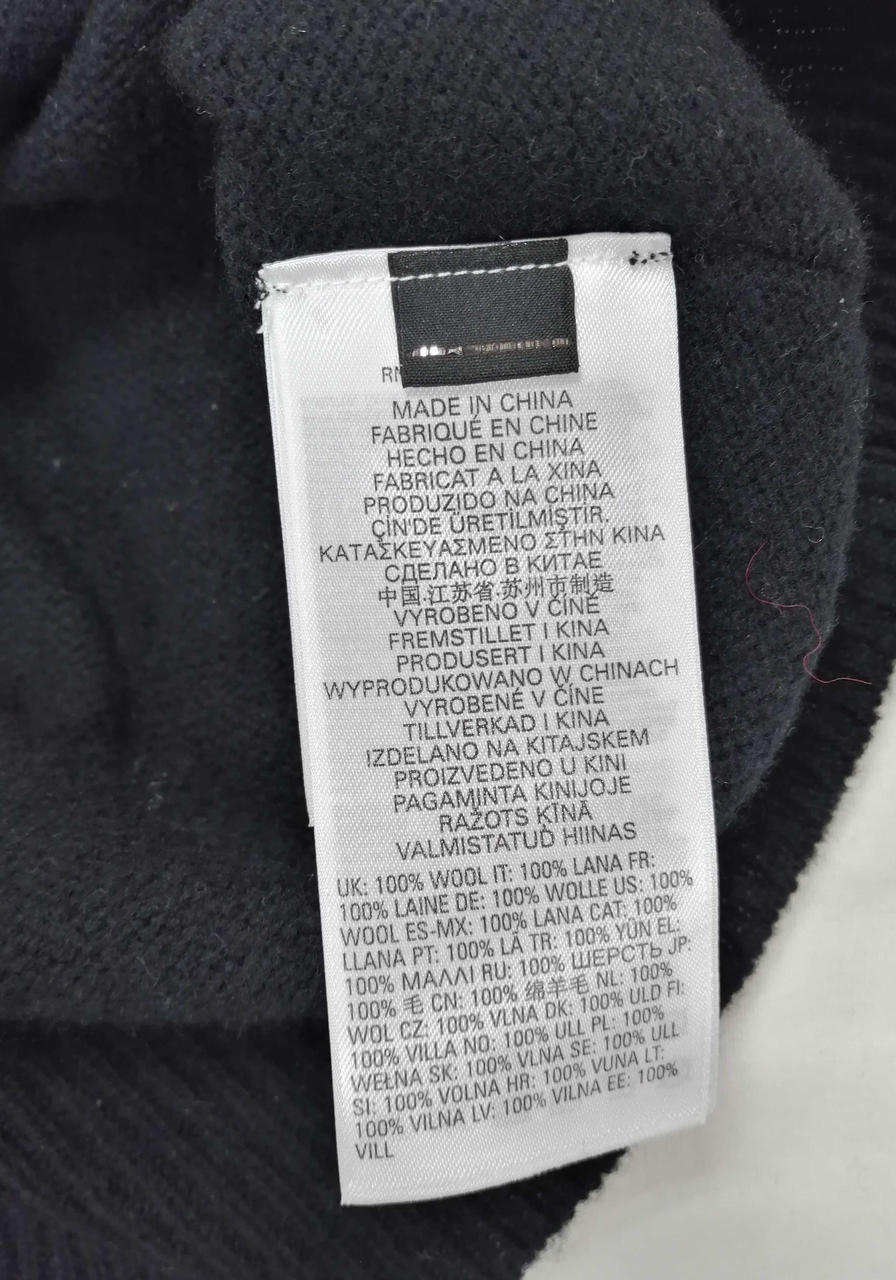 RN
MADE IN CHINA
FABRIQUÉ EN CHINE
HECHO EN CHINA
FABRICAT A LA XINA
PRODUZIDO NA CHINA
ÇİN'DE ÜRETİLMİŞTİR.
ΚΑΤΑΣΚΕΥΑΣΜΕΝΟ ΣΤΗΝ ΚΙΝΑ
СДЕЛАНО В КИТАЕ
中国.江苏省.苏州市制造
VYROBENO V ČÍNĚ
FREMSTILLET I KINA
PRODUSERT I KINA
WYPRODUKOWANO W CHINACH
VYROBENÉ V ČÍNE
TILLVERKAD I KINA
IZDELANO NA KITAJSKEM
PROIZVEDENO U KINI
PAGAMINTA KINIJOJE
RAŽOTS ĶĪNĀ
VALMISTATUD HIINAS
UK: 100% WOOL IT: 100% LANA FR:
100% LAINE DE: 100% WOLLE US: 100%
WOOL ES-MX: 100% LANA CAT: 100%
LLANA PT: 100% LÃ TR: 100% YÜN EL:
100% ΜΑΛΛΙ RU: 100% ШЕРСТЬ JP:
100% 毛 CN: 100% 绵羊毛 NL: 100%
WOL CZ: 100% VLNA DK: 100% ULD FI:
100% VILLA NO: 100% ULL PL: 100%
WEŁNA SK: 100% VLNA SE: 100% ULL
SI: 100% VOLNA HR: 100% VUNA LT:
100% VILNA LV: 100% VILNA EE: 100%
VILL